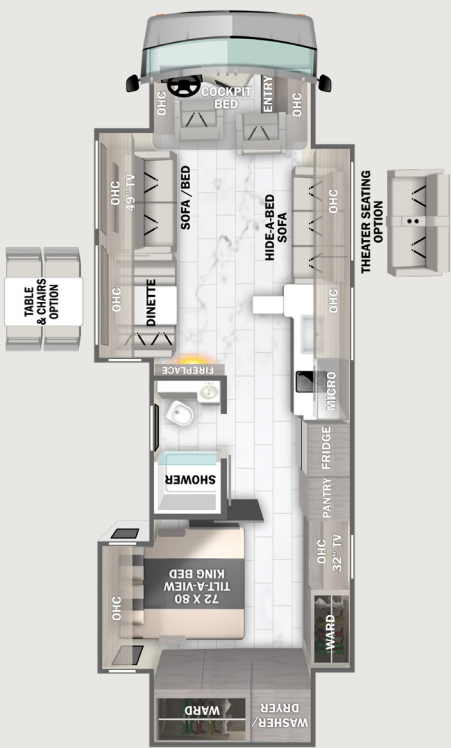 OHC
COCKPIT
BED
ENTRY
OHC
OHC
49" TV
SOFA / BED
HIDE-A-BED
SOFA
OHC
THEATER SEATING
OPTION
TABLE
& CHAIRS
OPTION
OHC
DINETTE
OHC
FIREPLACE
MICRO
FRIDGE
SHOWER
PANTRY
OHC
32" TV
OHC
72 X 80
TILT-A-VIEW
KING BED
WARD
WARD
WASHER/
DRYER